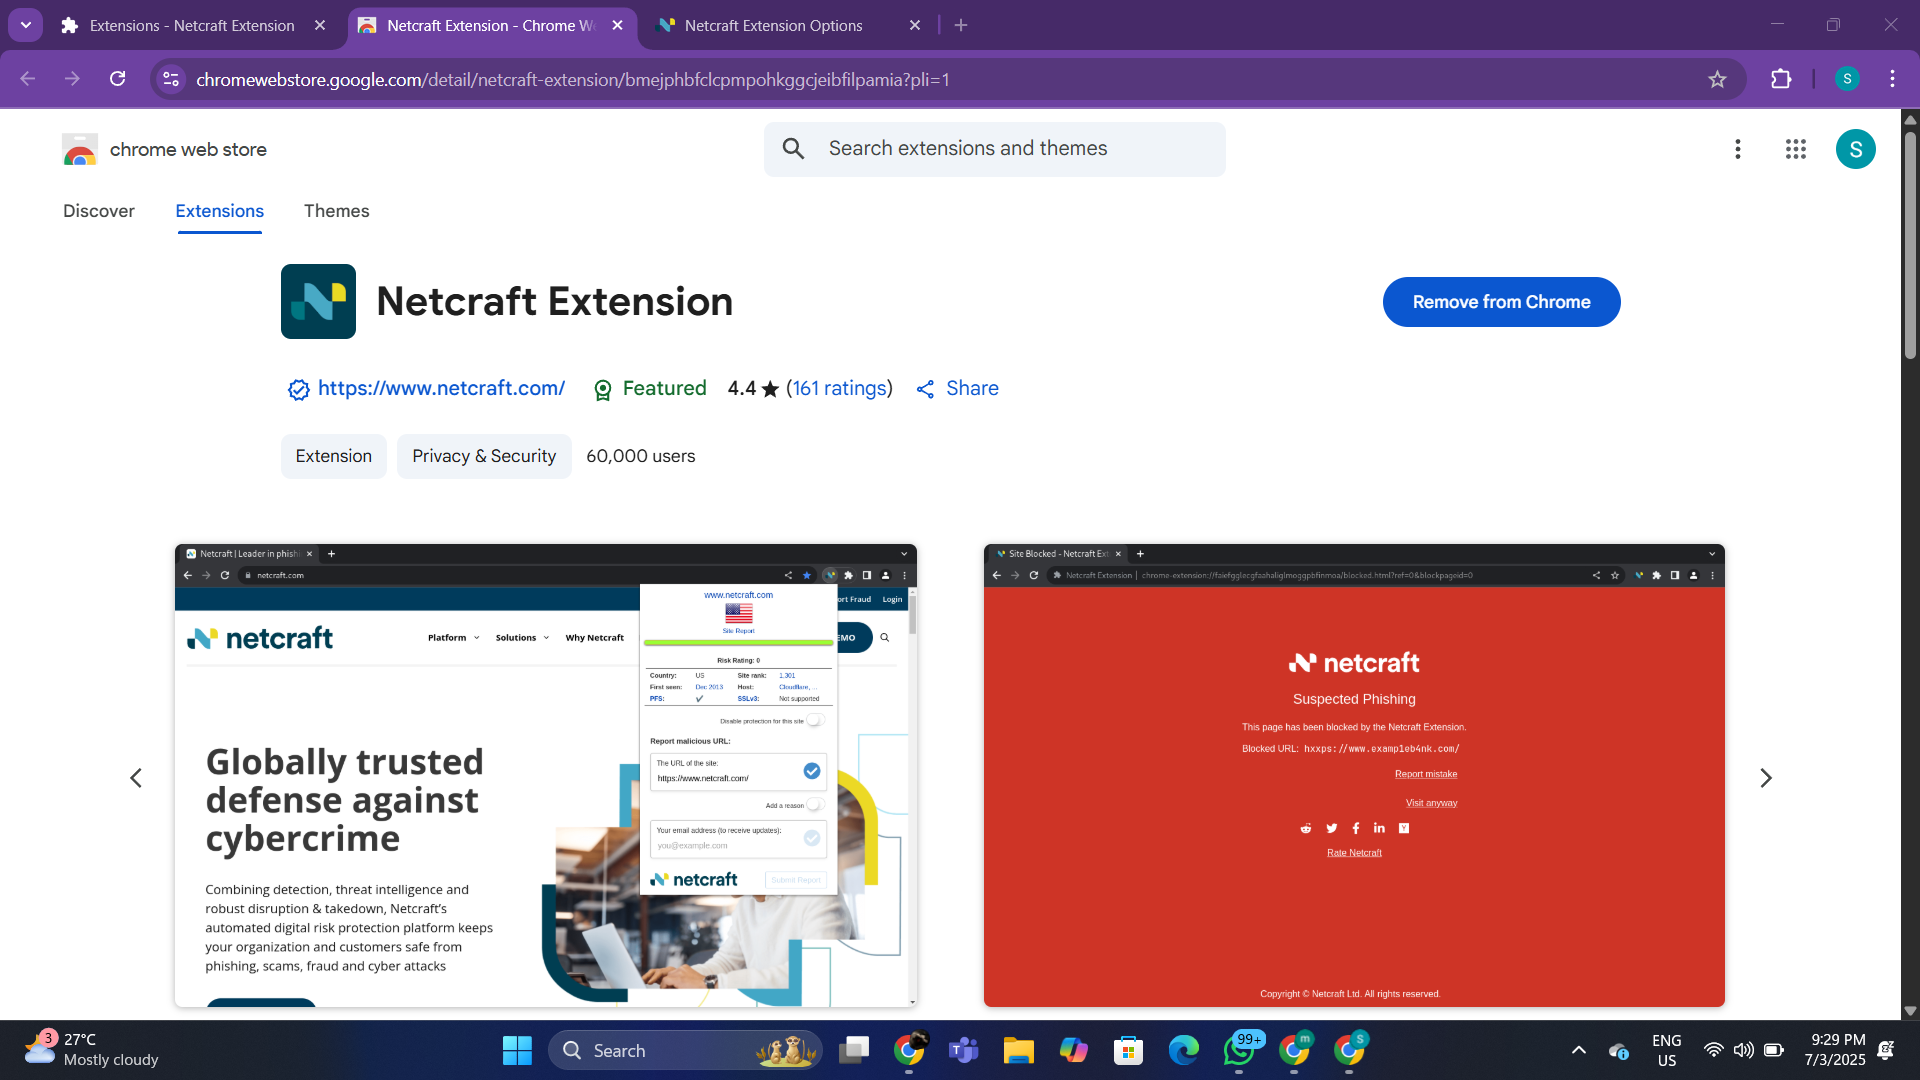 Extensions - Netcraft Extension
Netcraft Extension - Chrome We
Netcraft Extension Options
chromewebstore.google.com/detail/netcraft-extension/bmejphbfclcpmpohkggcjeibfilpamia?pli=1
S
chrome web store
Search extensions and themes
S
Discover
Extensions
Themes
Netcraft Extension
Remove from Chrome
https://www.netcraft.com/
Featured
4.4 ★ (161 ratings)
Share
Extension
Privacy & Security
60,000 users
Netcraft | Leader in phish
netcraft.com
ort Fraud
Login
netcraft
Platform
Solutions
Why Netcraft
EMO
www.netcraft.com
Site Report
Risk Rating: 0
Country: US Site rank: 1,301
First seen: Dec 2013 Host: Cloudflare, ...
PFS: ✓ SSLv3: Not supported
Disable protection for this site
Report malicious URL:
The URL of the site:
https://www.netcraft.com/
Add a reason
Your email address (to receive updates):
you@example.com
netcraft
Submit Report
Globally trusted
defense against
cybercrime
Combining detection, threat intelligence and
robust disruption & takedown, Netcraft's
automated digital risk protection platform keeps
your organization and customers safe from
phishing, scams, fraud and cyber attacks
Site Blocked - Netcraft Ext
Netcraft Extension | chrome-extension://faiefgglecgfaahaliglmoggpbfinmoa/blocked.html?ref=0&blockpageid=0
netcraft
Suspected Phishing
This page has been blocked by the Netcraft Extension.
Blocked URL: hxxps://www.examp1eb4nk.com/
Report mistake
Visit anyway
Rate Netcraft
Copyright © Netcraft Ltd. All rights reserved.
3
27°C
Mostly cloudy
Search
99+
m
S
ENG
US
9:29 PM
7/3/2025